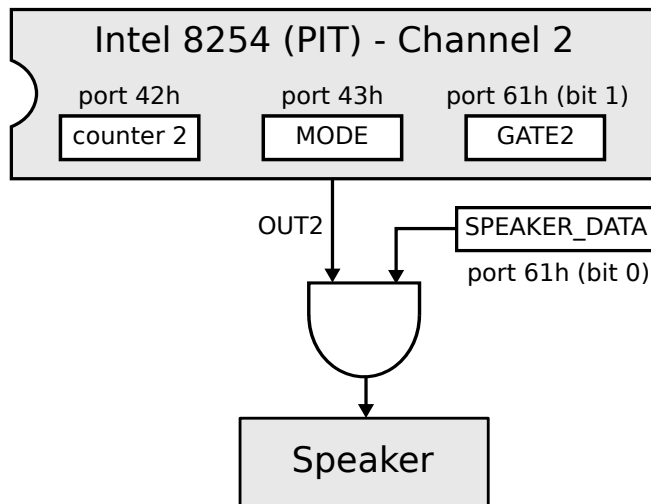 Intel 8254 (PIT) - Channel 2
port 42h
port 43h
port 61h (bit 1)
counter 2
MODE
GATE2
OUT2
SPEAKER_DATA
port 61h (bit 0)
Speaker